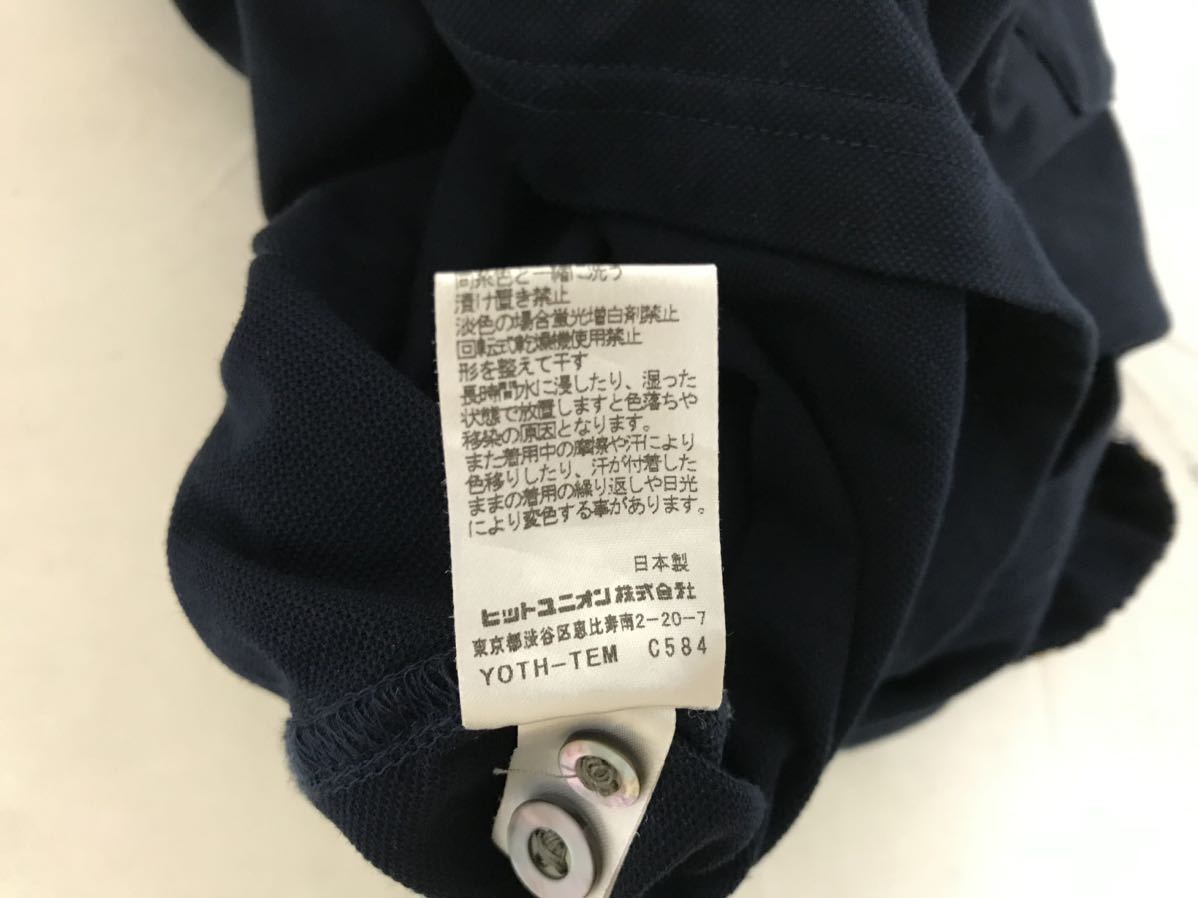 同系色と一緒に洗う
漬け置き禁止
淡色の場合蛍光増白剤禁止
回転式乾燥機使用禁止
形を整えて干す
長時間水に浸したり、湿った
状態で放置しますと色落ちや
移染の原因となります。
また着用中の摩擦や汗により
色移りしたり、汗が付着した
ままの着用の繰り返しや日光
により変色する事があります。
日本製
ヒットユニオン株式会社
東京都渋谷区恵比寿南2-20-7
YOTH-TEM C584